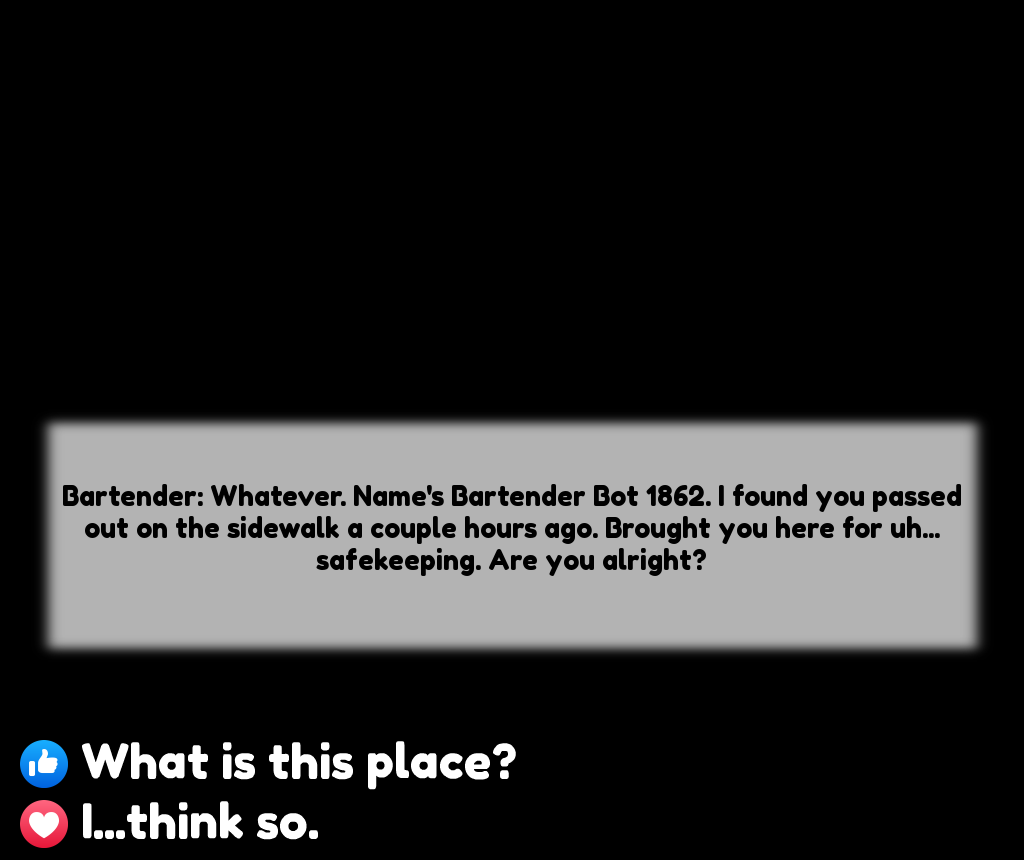 Bartender: Whatever. Name's Bartender Bot 1862. I found you passed
out on the sidewalk a couple hours ago. Brought you here for uh...
safekeeping. Are you alright?
What is this place?
I...think so.